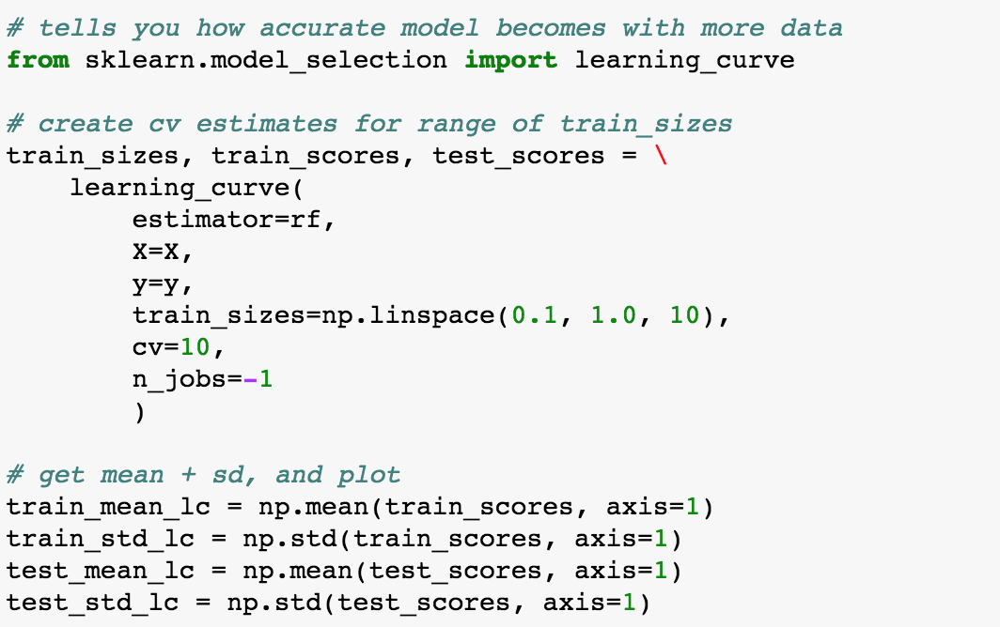 # tells you how accurate model becomes with more data
from sklearn.model_selection import learning_curve
# create cv estimates for range of train_sizes
train_sizes, train_scores, test_scores = \
    learning_curve(
        estimator=rf,
        X=X,
        y=y,
        train_sizes=np.linspace(0.1, 1.0, 10),
        cv=10,
        n_jobs=-1
        )
# get mean + sd, and plot
train_mean_lc = np.mean(train_scores, axis=1)
train_std_lc = np.std(train_scores, axis=1)
test_mean_lc = np.mean(test_scores, axis=1)
test_std_lc = np.std(test_scores, axis=1)